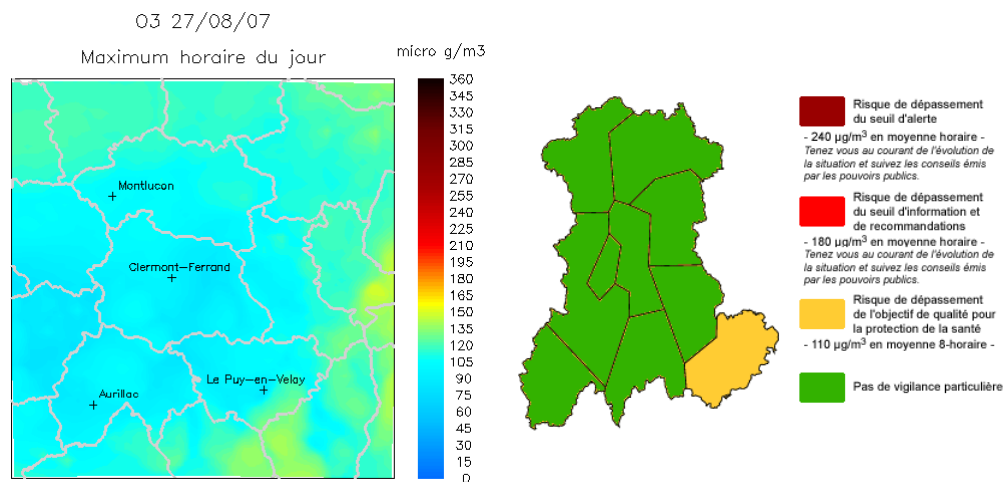 O3 27/08/07
Maximum horaire du jour
micro g/m3
Montlucon
Clermont-Ferrand
Aurillac
Le Puy-en-Velay
360
345
330
315
300
285
270
255
240
225
210
195
180
165
150
135
120
105
90
75
60
45
30
15
0
Risque de dépassement
du seuil d'alerte
- 240 µg/m3 en moyenne horaire -
Tenez vous au courant de l'évolution de
la situation et suivez les conseils émis
par les pouvoirs publics.
Risque de dépassement
du seuil d'information et
de recommandations
- 180 µg/m3 en moyenne horaire -
Tenez vous au courant de l'évolution de
la situation et suivez les conseils émis
par les pouvoirs publics.
Risque de dépassement
de l'objectif de qualité pour
la protection de la santé
- 110 µg/m3 en moyenne 8-horaire -
Pas de vigilance particulière